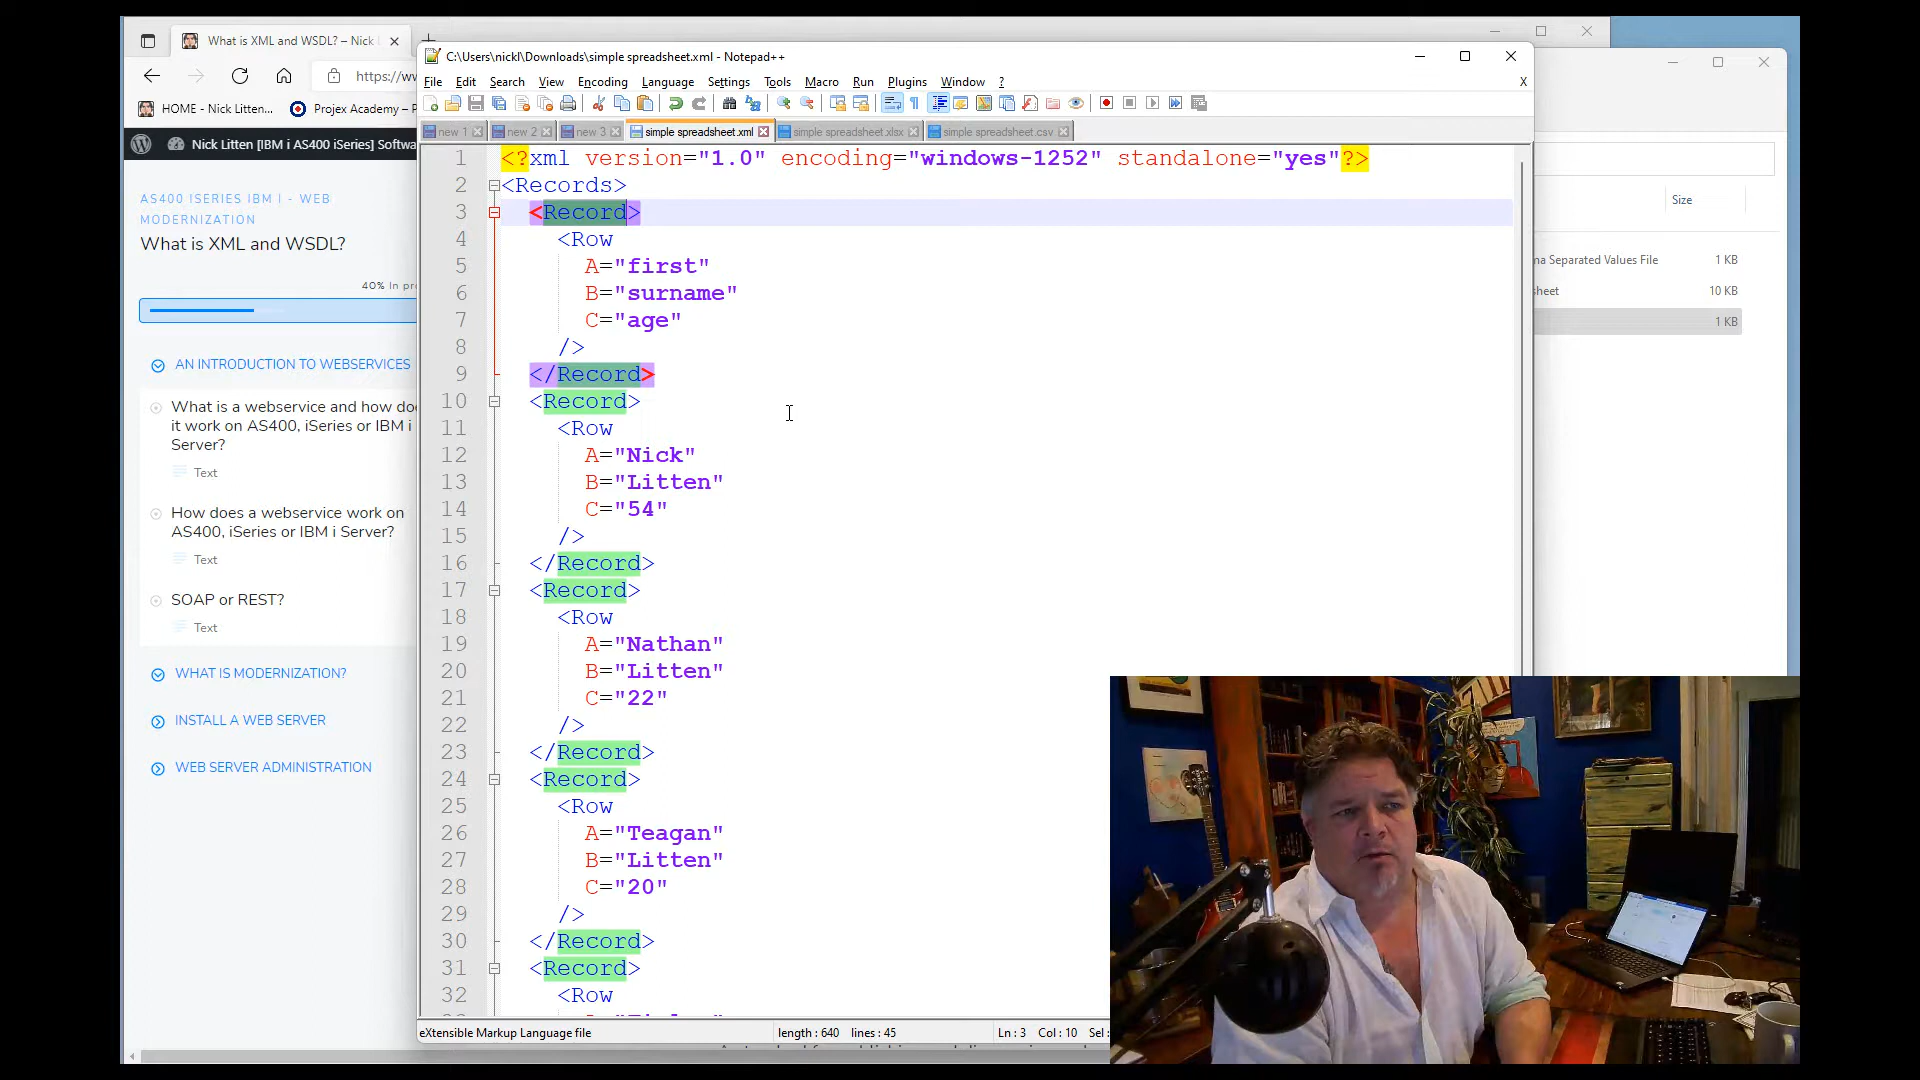 What is XML and WSDL? – Nick L
https://ww
HOME - Nick Litten...
Projex Academy – P
Nick Litten [IBM i AS400 iSeries] Softwa
AS400 ISERIES IBM I - WEB
MODERNIZATION
What is XML and WSDL?
40% In pr
AN INTRODUCTION TO WEBSERVICES
What is a webservice and how doe
it work on AS400, iSeries or IBM i
Server?
Text
How does a webservice work on
AS400, iSeries or IBM i Server?
Text
SOAP or REST?
Text
WHAT IS MODERNIZATION?
INSTALL A WEB SERVER
WEB SERVER ADMINISTRATION
C:\Users\nickl\Downloads\simple spreadsheet.xml - Notepad++
File Edit Search View Encoding Language Settings Tools Macro Run Plugins Window ? X
new 1 new 2 new 3 simple spreadsheet.xml simple spreadsheet.xlsx simple spreadsheet.csv
1 <?xml version="1.0" encoding="windows-1252" standalone="yes"?>
2 <Records>
3 <Record>
4 <Row
5 A="first"
6 B="surname"
7 C="age"
8 />
9 </Record>
10 <Record>
11 <Row
12 A="Nick"
13 B="Litten"
14 C="54"
15 />
16 </Record>
17 <Record>
18 <Row
19 A="Nathan"
20 B="Litten"
21 C="22"
22 />
23 </Record>
24 <Record>
25 <Row
26 A="Teagan"
27 B="Litten"
28 C="20"
29 />
30 </Record>
31 <Record>
32 <Row
eXtensible Markup Language file length : 640 lines : 45 Ln : 3 Col : 10 Sel :
Size
na Separated Values File 1 KB
sheet 10 KB
1 KB